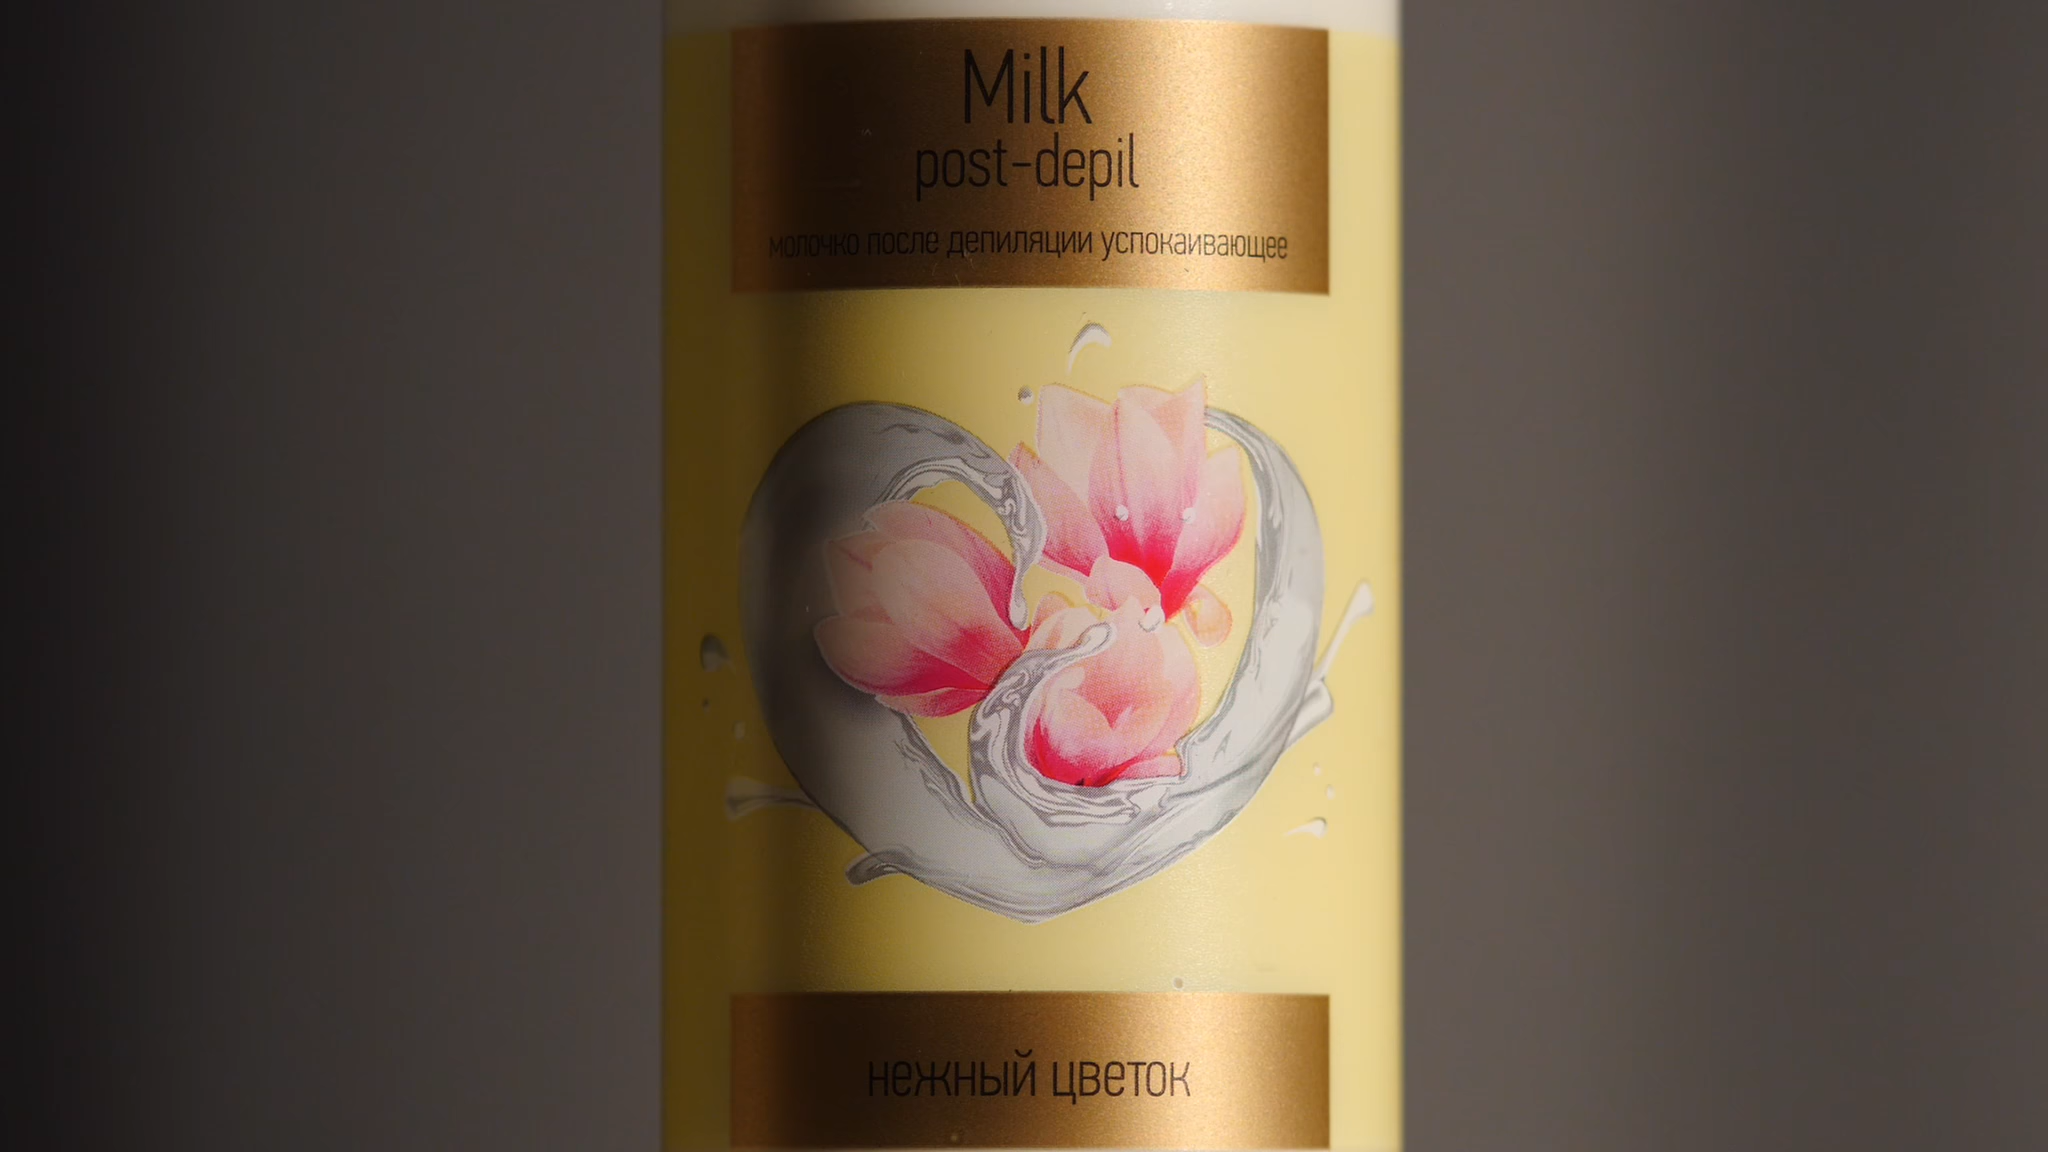 Milk
post-depil
молочко после депиляции успокаивающее
нежный цветок